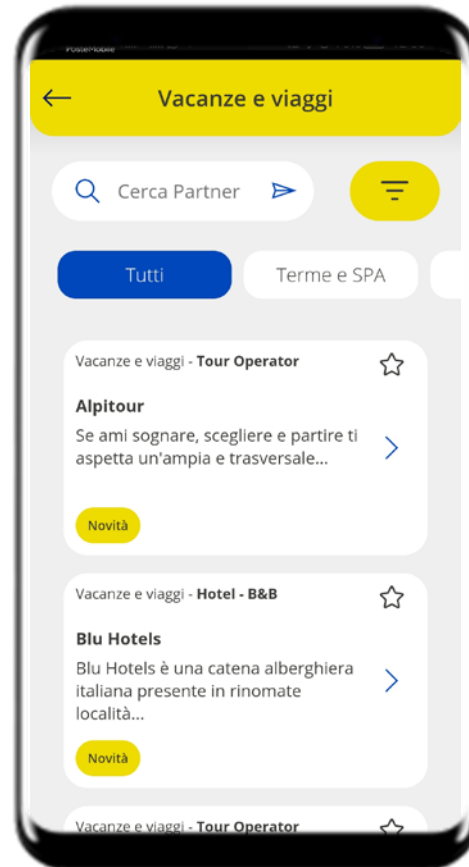 PosteMobile
Vacanze e viaggi
Cerca Partner
Tutti
Terme e SPA
Vacanze e viaggi - Tour Operator
Alpitour
Se ami sognare, scegliere e partire ti
aspetta un'ampia e trasversale...
Novità
Vacanze e viaggi - Hotel - B&B
Blu Hotels
Blu Hotels è una catena alberghiera
italiana presente in rinomate
località...
Novità
Vacanze e viaggi - Tour Operator